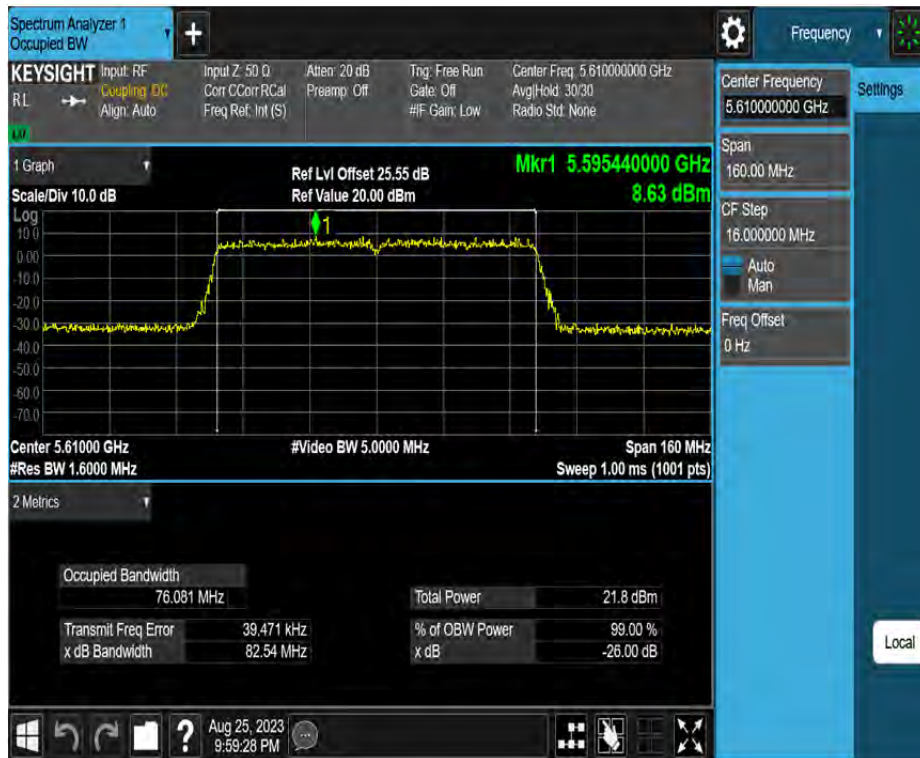 Spectrum Analyzer 1
Occupied BW
+
Frequency
KEYSIGHT
RL
Input: RF
Coupling: DC
Align: Auto
Input Z: 50 Ω
Corr CCorr RCal
Freq Ref: Int (S)
Atten: 20 dB
Preamp: Off
Trig: Free Run
Gate: Off
#IF Gain: Low
Center Freq: 5.610000000 GHz
Avg|Hold: 30/30
Radio Std: None
Center Frequency
5.610000000 GHz
Settings
Span
160.00 MHz
CF Step
16.000000 MHz
Auto
Man
Freq Offset
0 Hz
1 Graph
Scale/Div 10.0 dB
Ref Lvl Offset 25.55 dB
Ref Value 20.00 dBm
Mkr1 5.595440000 GHz
8.63 dBm
Log
10.0
0.00
-10.0
-20.0
-30.0
-40.0
-50.0
-60.0
-70.0
1
Center 5.61000 GHz
#Video BW 5.0000 MHz
Span 160 MHz
#Res BW 1.6000 MHz
Sweep 1.00 ms (1001 pts)
2 Metrics
Occupied Bandwidth
76.081 MHz
Total Power 21.8 dBm
Transmit Freq Error 39.471 kHz
% of OBW Power 99.00 %
x dB Bandwidth 82.54 MHz
x dB -26.00 dB
Local
?
Aug 25, 2023
9:59:28 PM